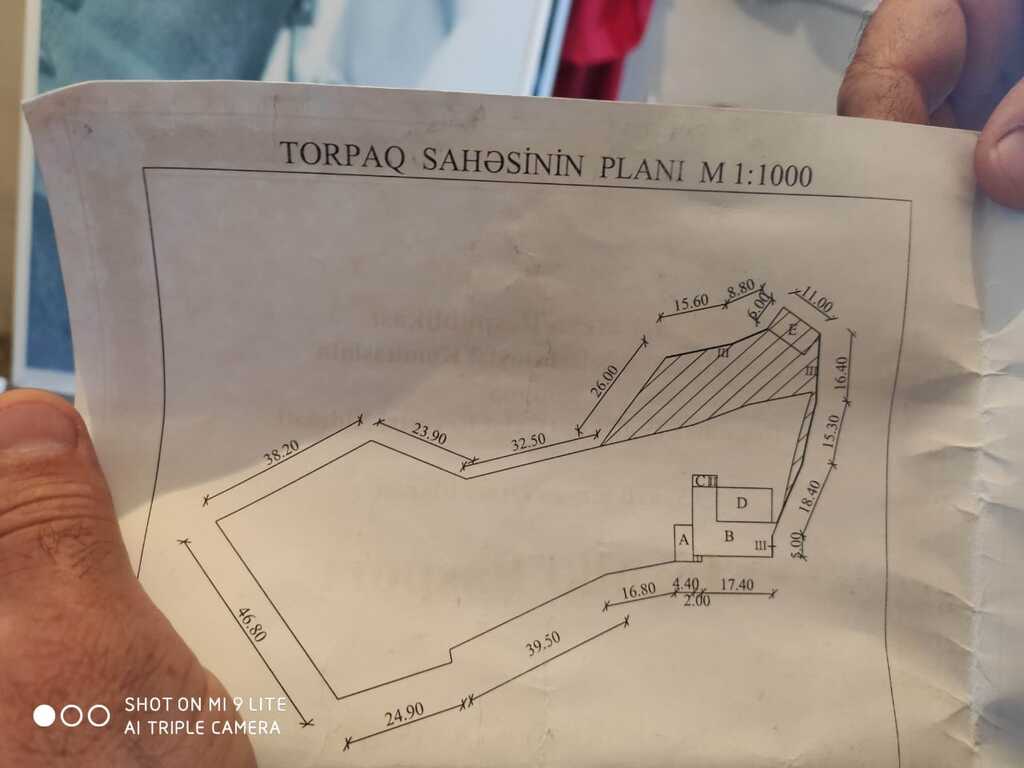 TORPAQ SAHƏSİNİN PLANI M 1:1000
15.60
8.80
6.00
11.00
E
III
III
26.00
16.40
38.20
23.90
32.50
15.30
C
II
D
18.40
A
B
III
5.00
46.80
16.80
4.40
2.00
17.40
39.50
24.90
SHOT ON MI 9 LITE
AI TRIPLE CAMERA